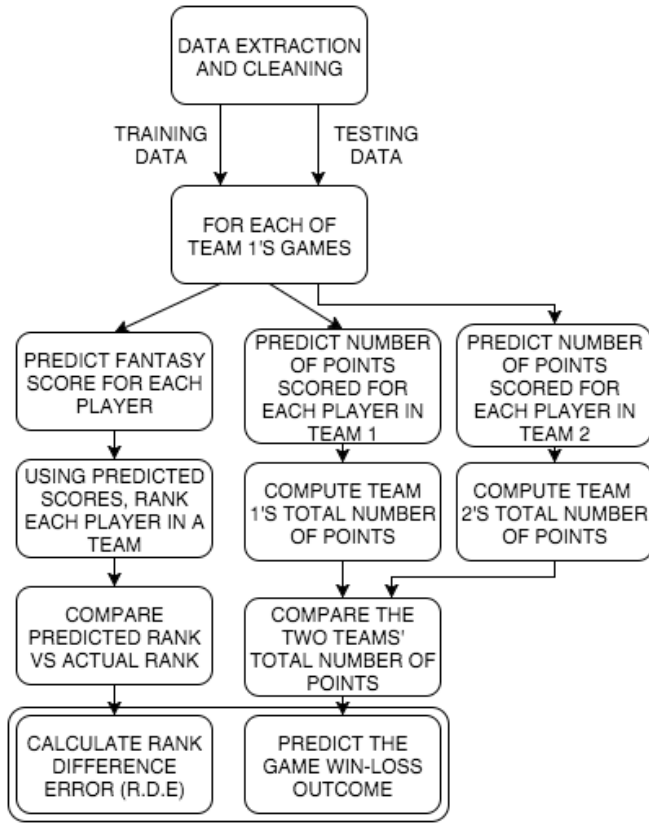 DATA EXTRACTION
AND CLEANING
TRAINING
DATA
TESTING
DATA
FOR EACH OF
TEAM 1'S GAMES
PREDICT FANTASY
SCORE FOR EACH
PLAYER
PREDICT NUMBER
OF POINTS
SCORED FOR
EACH PLAYER IN
TEAM 1
PREDICT NUMBER
OF POINTS
SCORED FOR
EACH PLAYER IN
TEAM 2
USING PREDICTED
SCORES, RANK
EACH PLAYER IN A
TEAM
COMPUTE TEAM
1'S TOTAL NUMBER
OF POINTS
COMPUTE TEAM
2'S TOTAL NUMBER
OF POINTS
COMPARE
PREDICTED RANK
VS ACTUAL RANK
COMPARE THE
TWO TEAMS'
TOTAL NUMBER OF
POINTS
CALCULATE RANK
DIFFERENCE
ERROR (R.D.E)
PREDICT THE
GAME WIN-LOSS
OUTCOME